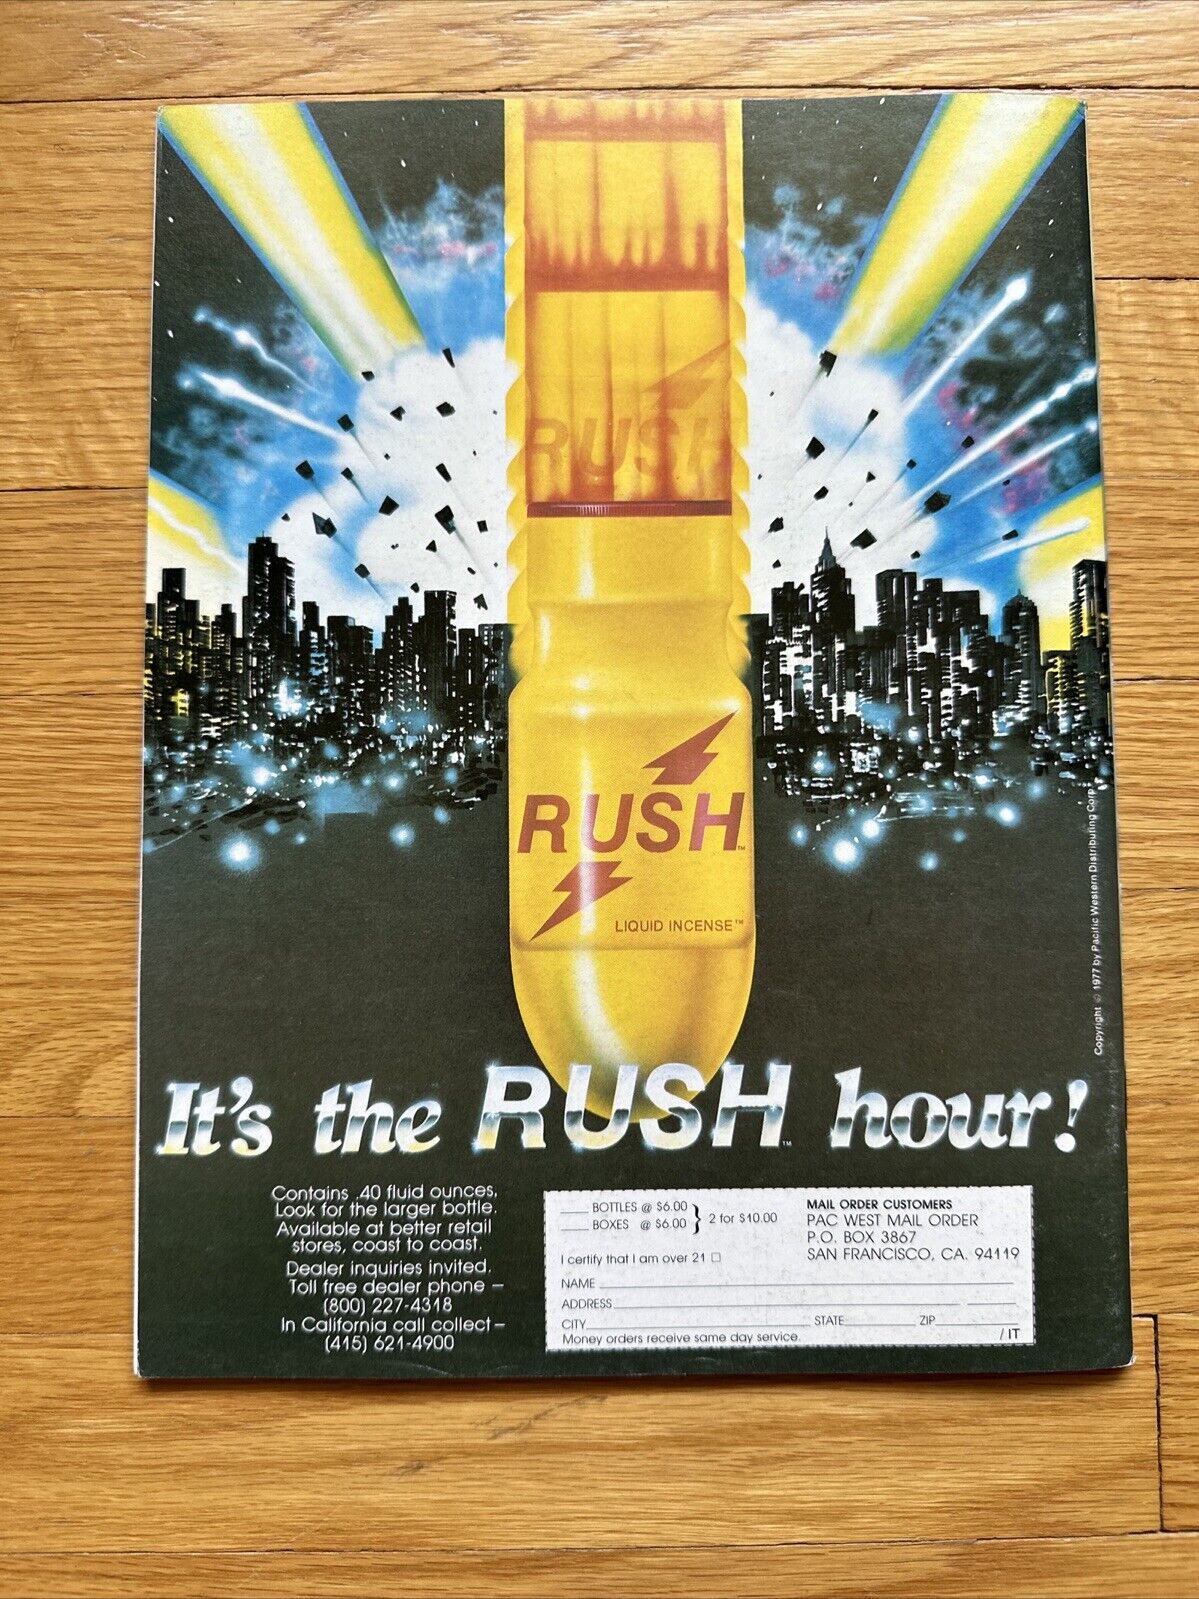 RUSH
RUSH™
LIQUID INCENSE™
Copyright © 1977 by Pacific Western Distributing Corp.
It's the RUSH™ hour!
Contains .40 fluid ounces.
Look for the larger bottle.
Available at better retail
stores, coast to coast.
Dealer inquiries invited.
Toll free dealer phone –
(800) 227-4318
In California call collect –
(415) 621-4900
____ BOTTLES @ $6.00
____ BOXES @ $6.00 } 2 for $10.00
I certify that I am over 21 □
MAIL ORDER CUSTOMERS
PAC WEST MAIL ORDER
P.O. BOX 3867
SAN FRANCISCO, CA. 94119
NAME
ADDRESS
CITY STATE ZIP
Money orders receive same day service. / IT